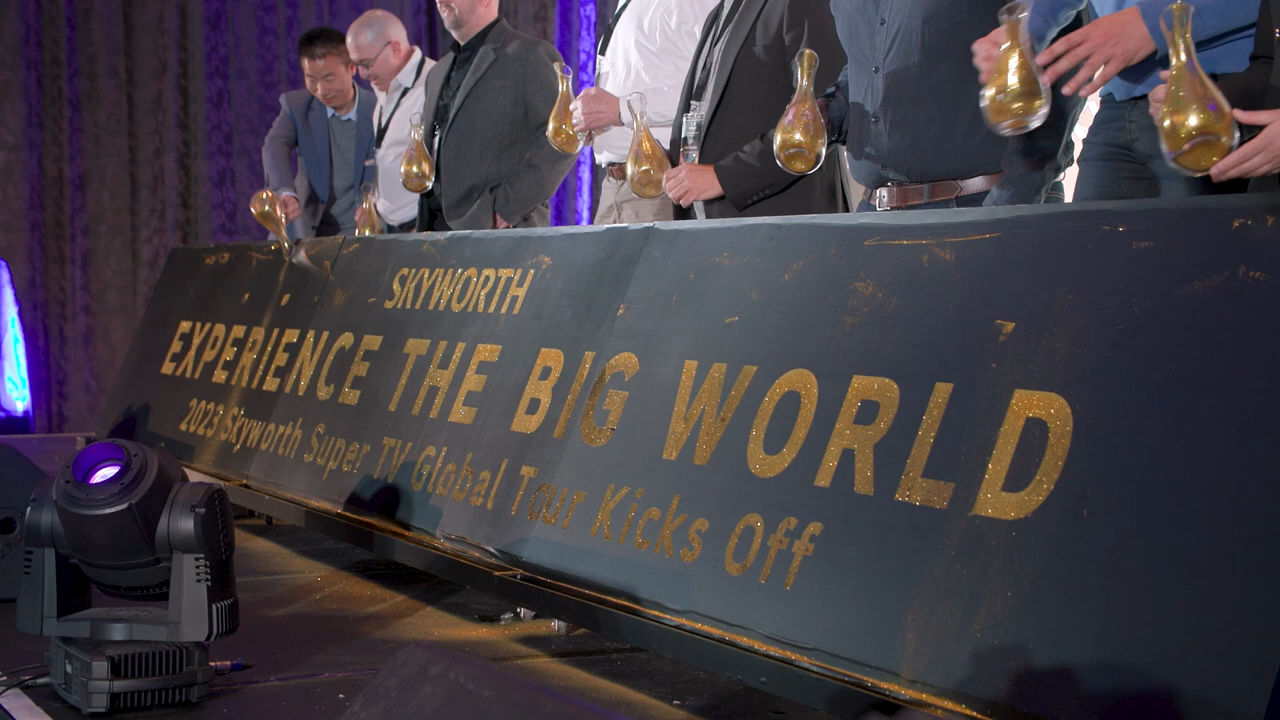 SKYWORTH
EXPERIENCE THE BIG WORLD
2023 Skyworth Super TV Global Tour Kicks Off